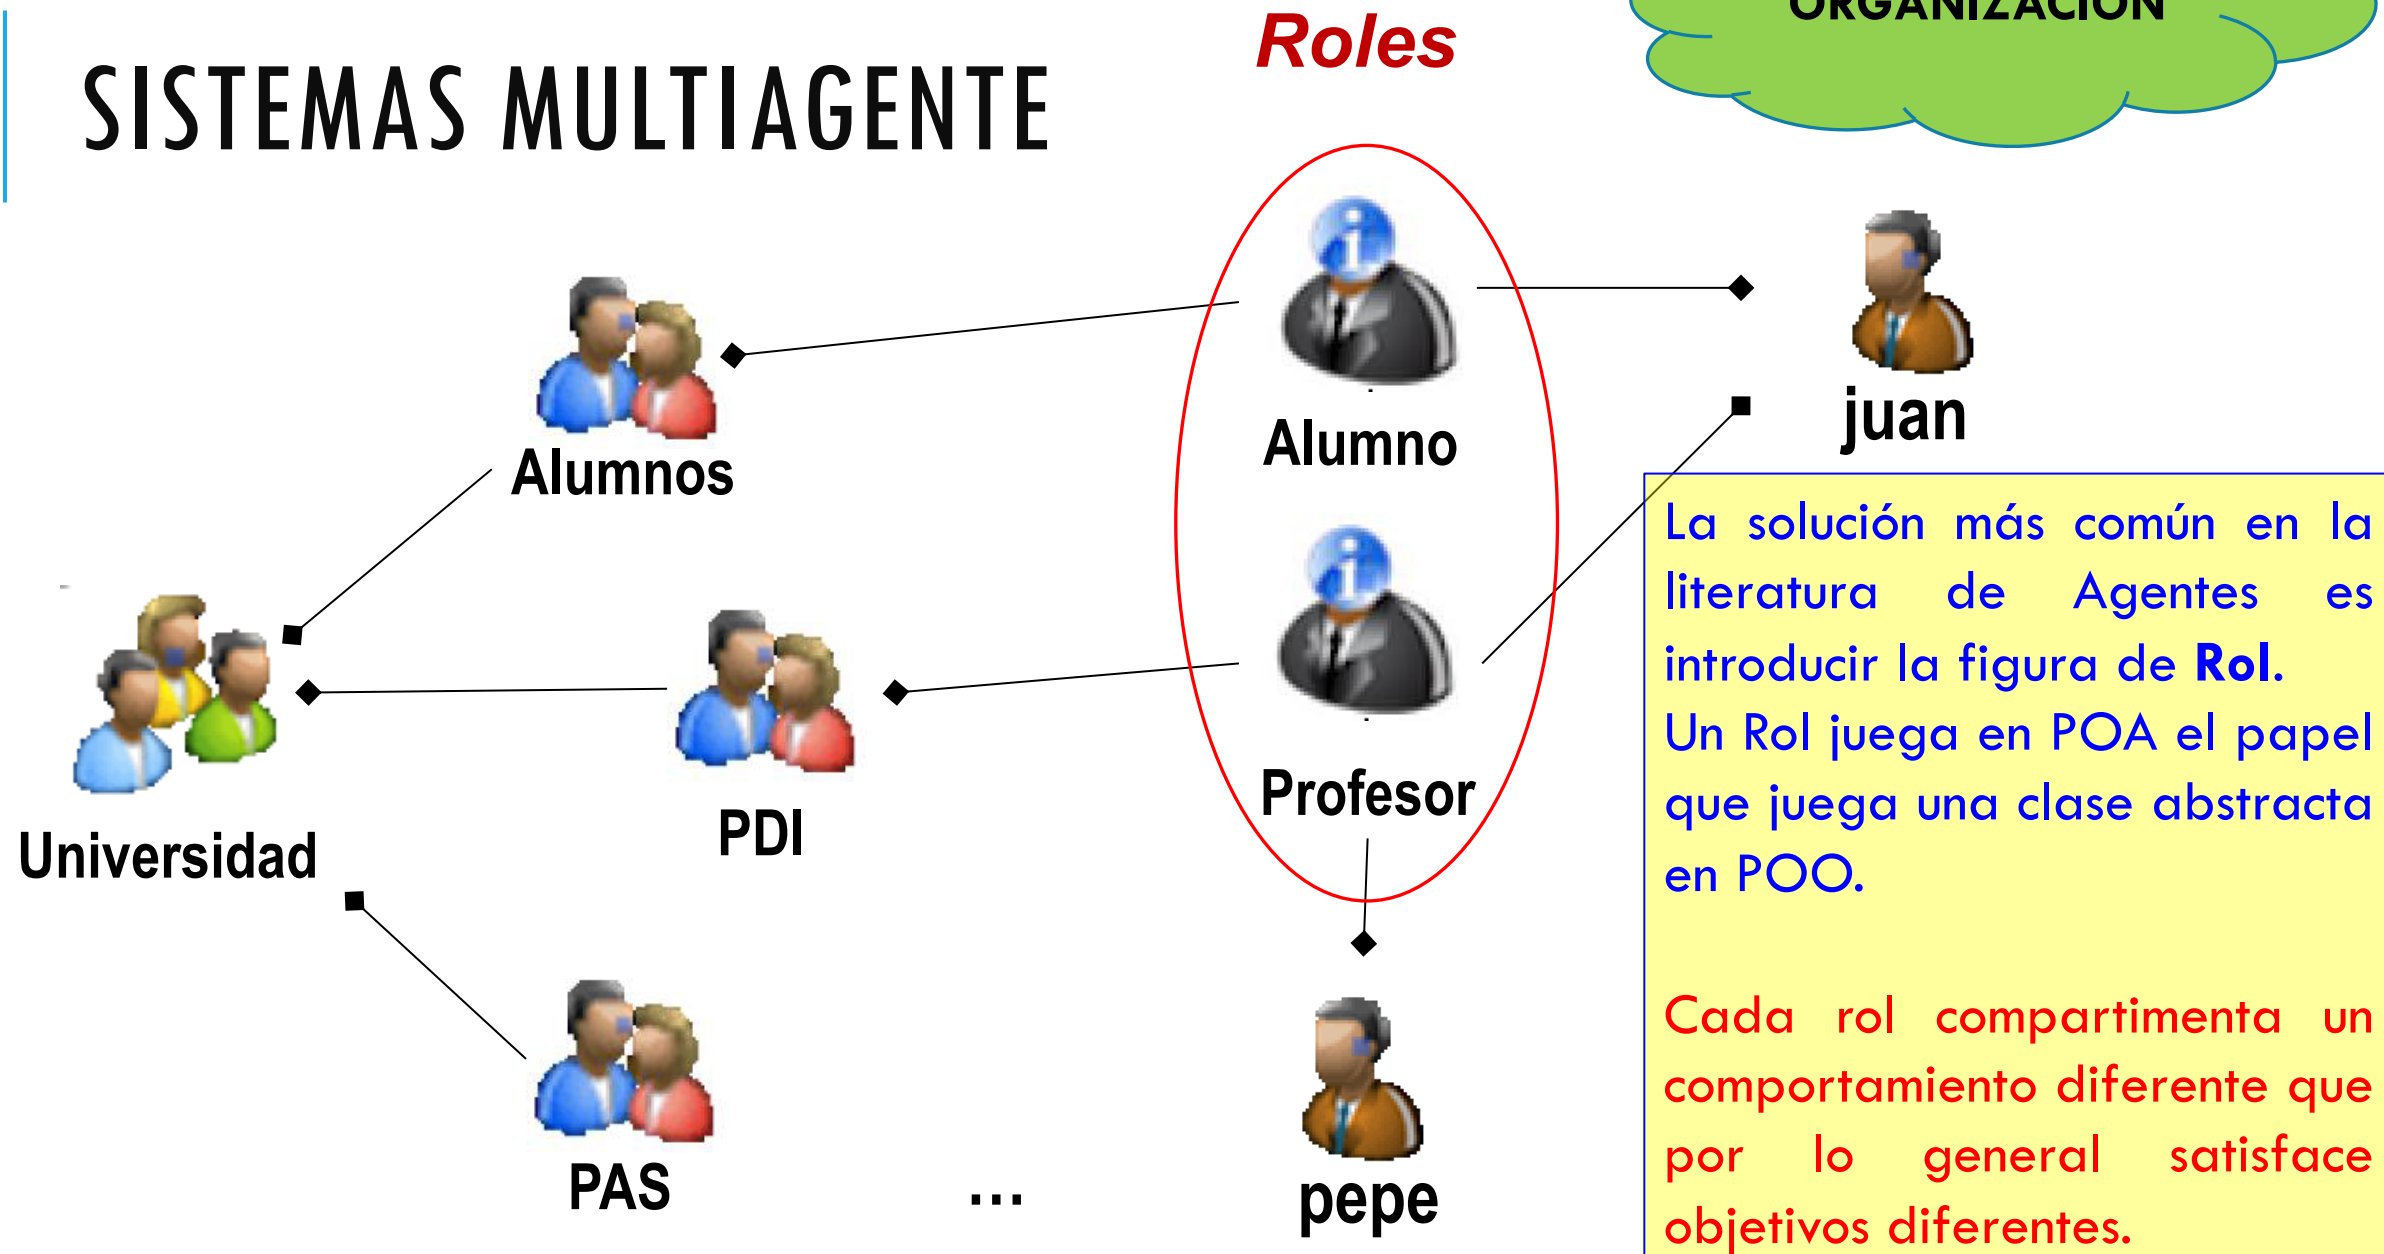 ORGANIZACIÓN
Roles
SISTEMAS MULTIAGENTE
Alumnos
Alumno
juan
Universidad
PDI
Profesor
PAS
...
pepe
La solución más común en la
literatura de Agentes es
introducir la figura de Rol.
Un Rol juega en POA el papel
que juega una clase abstracta
en POO.
Cada rol compartimenta un
comportamiento diferente que
por lo general satisface
objetivos diferentes.